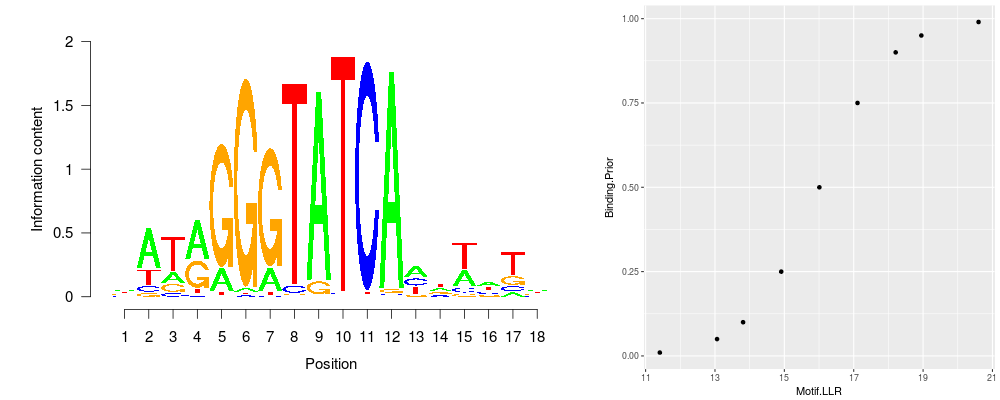 Information content
2
1.5
1
0.5
0
A T A G G G T A T C A A T T
T A G A A C G C A G
C G C
1 2 3 4 5 6 7 8 9 10 11 12 13 14 15 16 17 18
Position
Binding.Prior
1.00
0.75
0.50
0.25
0.00
11 13 15 17 19 21
Motif.LLR